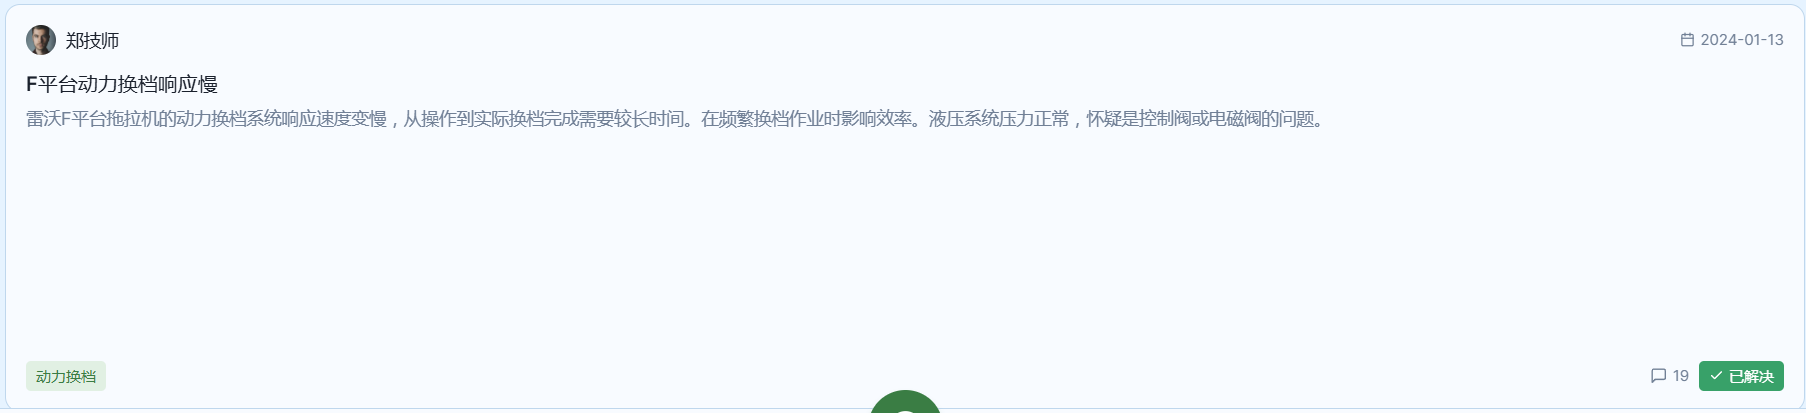 郑技师
2024-01-13
F平台动力换档响应慢
雷沃F平台拖拉机的动力换档系统响应速度变慢，从操作到实际换档完成需要较长时间。在频繁换档作业时影响效率。液压系统压力正常，怀疑是控制阀或电磁阀的问题。
动力换档
19
已解决